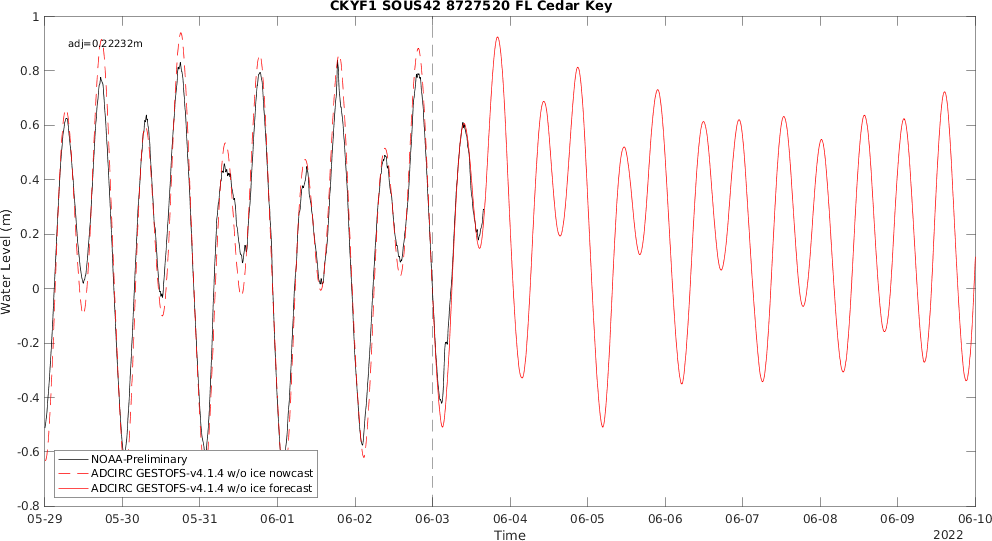 CKYF1 SOUS42 8727520 FL Cedar Key
adj=0.22232m
Water Level (m)
1
0.8
0.6
0.4
0.2
0
-0.2
-0.4
-0.6
-0.8
NOAA-Preliminary
ADCIRC GESTOFS-v4.1.4 w/o ice nowcast
ADCIRC GESTOFS-v4.1.4 w/o ice forecast
05-29 05-30 05-31 06-01 06-02 06-03 06-04 06-05 06-06 06-07 06-08 06-09 06-10
Time
2022